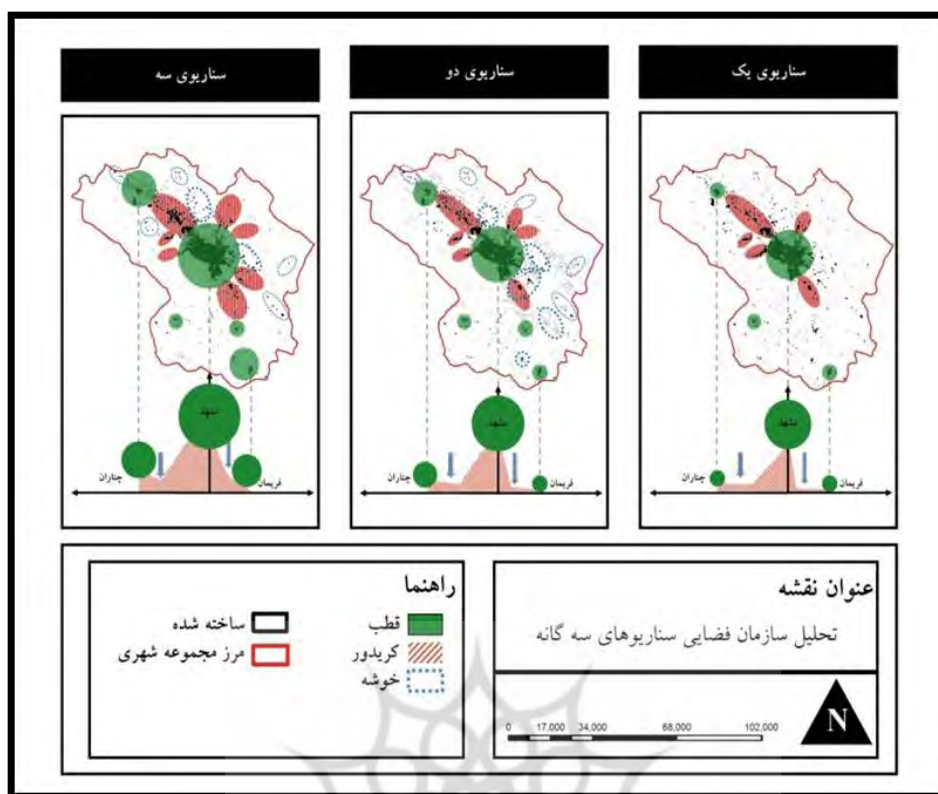 سناریوی یک
سناریوی دو
سناریوی سه
مشهد
چناران
فریمان
مشهد
چناران
فریمان
مشهد
چناران
فریمان
عنوان نقشه
تحلیل سازمان فضایی سناریوهای سه گانه
0 17,000 34,000 68,000 102,000
N
راهنما
قطب
کریدور
خوشه
ساخته شده
مرز مجموعه شهری